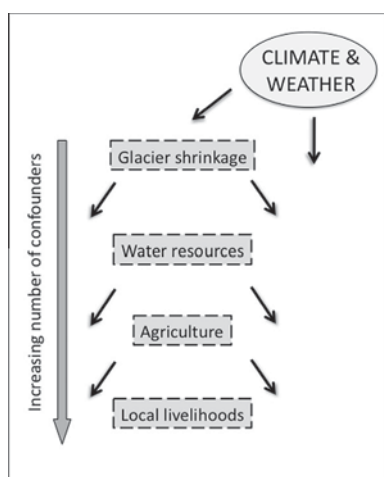 CLIMATE &
WEATHER
Glacier shrinkage
Water resources
Agriculture
Local livelihoods
Increasing number of confounders